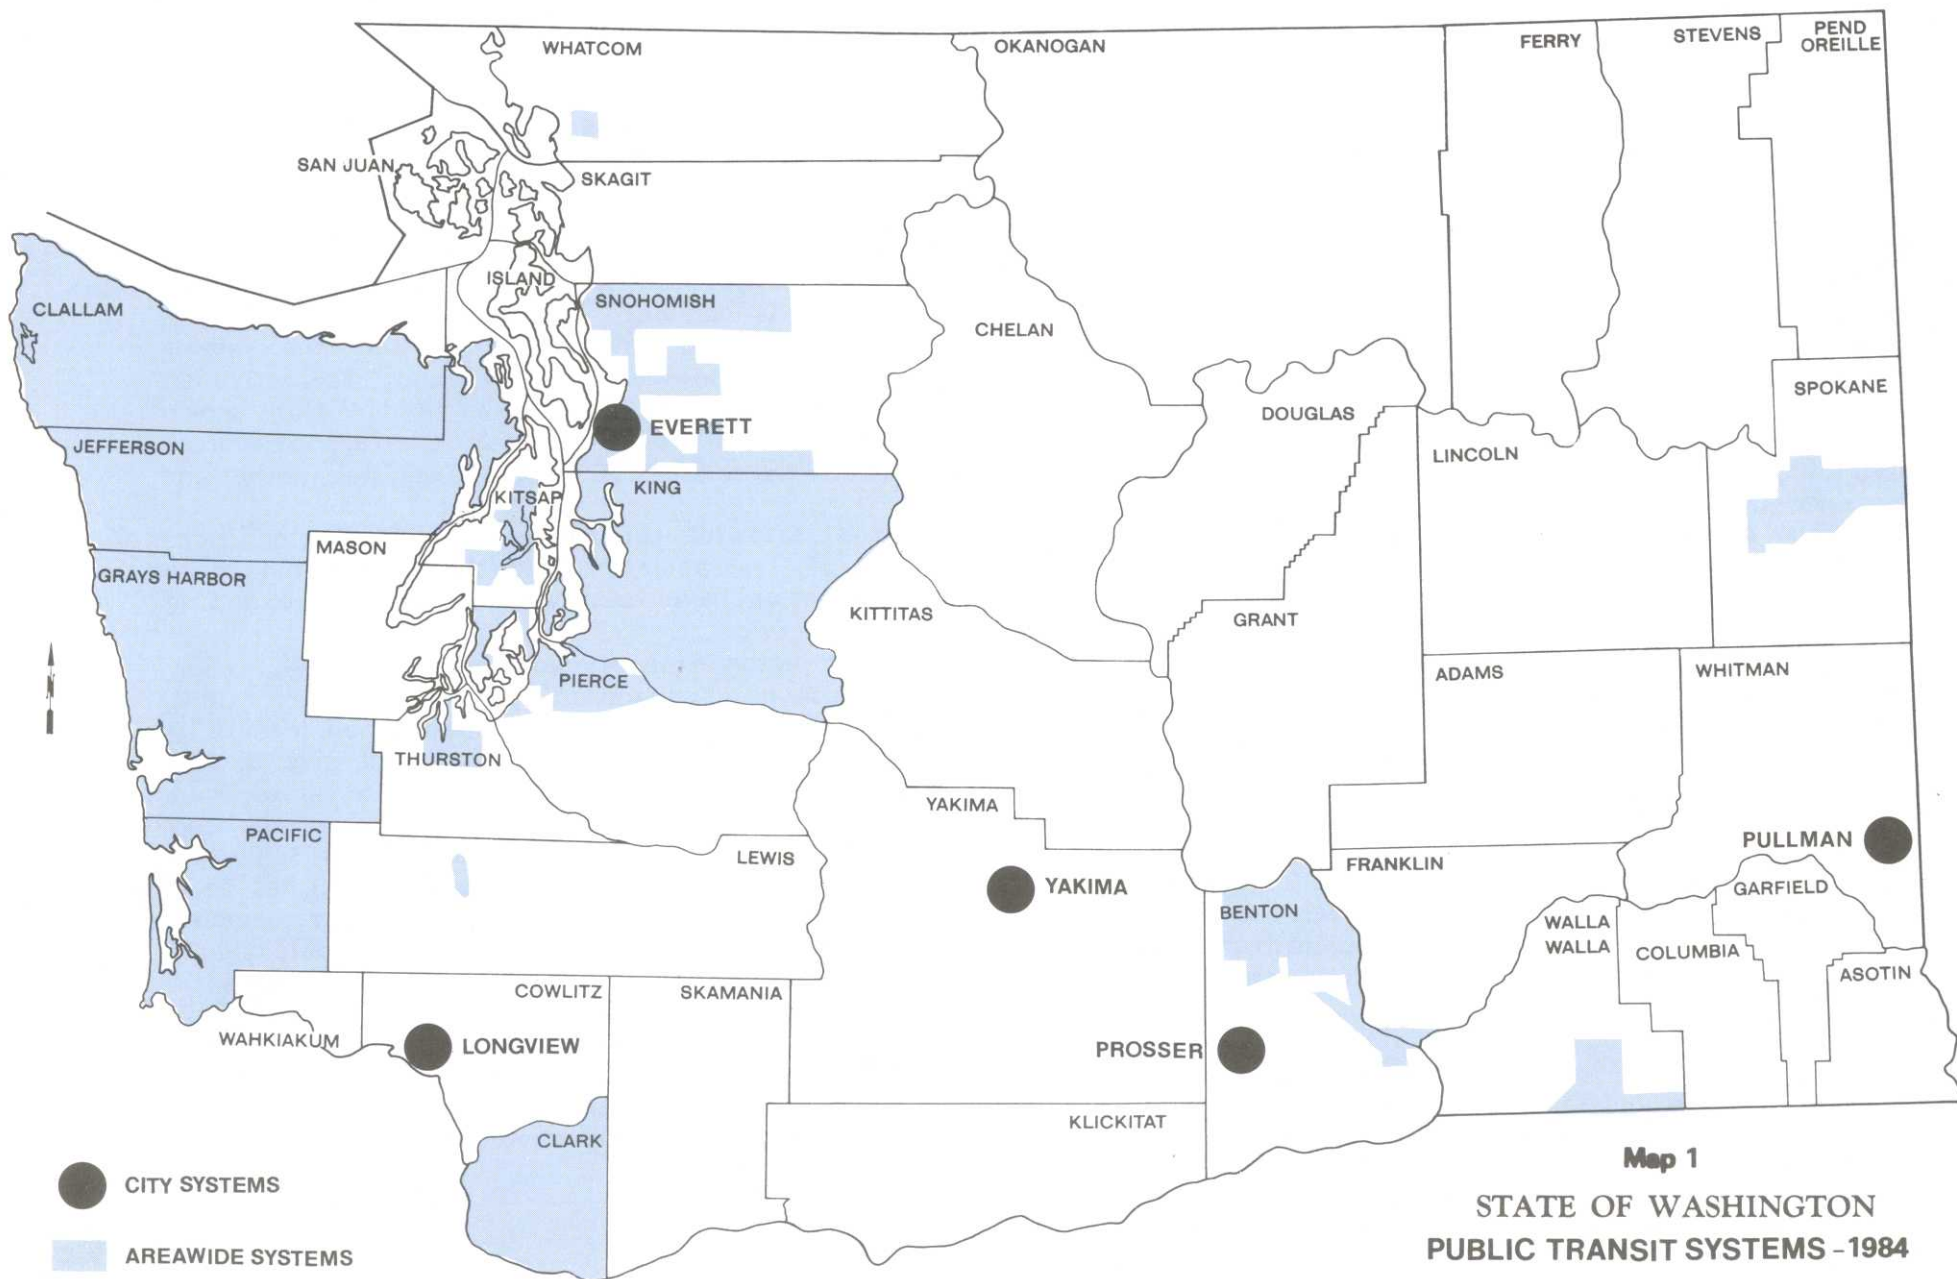 WHATCOM
OKANOGAN
FERRY
STEVENS
PEND
OREILLE
SAN JUAN
SKAGIT
ISLAND
CLALLAM
SNOHOMISH
CHELAN
SPOKANE
DOUGLAS
EVERETT
JEFFERSON
LINCOLN
KITSAP
KING
MASON
GRAYS HARBOR
KITTITAS
GRANT
N
PIERCE
ADAMS
WHITMAN
THURSTON
YAKIMA
PACIFIC
PULLMAN
LEWIS
FRANKLIN
YAKIMA
GARFIELD
BENTON
WALLA
WALLA
COLUMBIA
ASOTIN
COWLITZ
SKAMANIA
WAHKIAKUM
LONGVIEW
PROSSER
KLICKITAT
CLARK
CITY SYSTEMS
AREAWIDE SYSTEMS
Map 1
STATE OF WASHINGTON
PUBLIC TRANSIT SYSTEMS - 1984